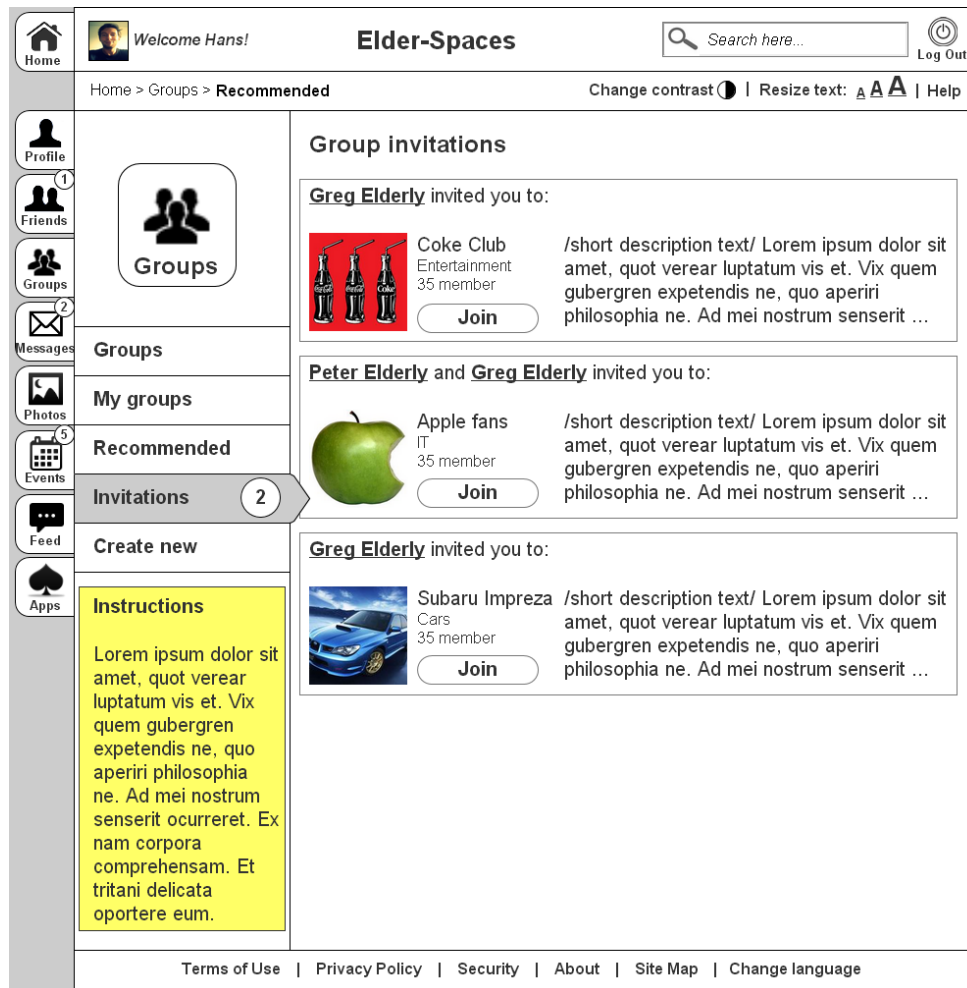 Home
Welcome Hans!
Elder-Spaces
Search here...
Log Out
Home > Groups > Recommended
Change contrast | Resize text: A A A | Help
Profile
1
Friends
Groups
2
Messages
Photos
5
Events
Feed
Apps
Groups
Groups
My groups
Recommended
Invitations 2
Create new
Instructions
Lorem ipsum dolor sit
amet, quot verear
luptatum vis et. Vix
quem gubergren
expetendis ne, quo
aperiri philosophia
ne. Ad mei nostrum
senserit ocurreret. Ex
nam corpora
comprehensam. Et
tritani delicata
oportere eum.
Group invitations
Greg Elderly invited you to:
Coke Club
Entertainment
35 member
Join
/short description text/ Lorem ipsum dolor sit
amet, quot verear luptatum vis et. Vix quem
gubergren expetendis ne, quo aperiri
philosophia ne. Ad mei nostrum senserit ...
Peter Elderly and Greg Elderly invited you to:
Apple fans
IT
35 member
Join
/short description text/ Lorem ipsum dolor sit
amet, quot verear luptatum vis et. Vix quem
gubergren expetendis ne, quo aperiri
philosophia ne. Ad mei nostrum senserit ...
Greg Elderly invited you to:
Subaru Impreza
Cars
35 member
Join
/short description text/ Lorem ipsum dolor sit
amet, quot verear luptatum vis et. Vix quem
gubergren expetendis ne, quo aperiri
philosophia ne. Ad mei nostrum senserit ...
Terms of Use | Privacy Policy | Security | About | Site Map | Change language